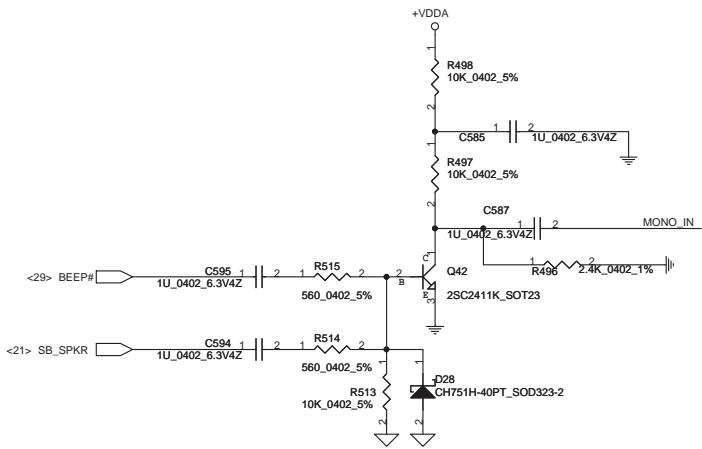 +VDDA
1
R498
10K_0402_5%
2
1 2
C585 1U_0402_6.3V4Z
1
R497
10K_0402_5%
2
C587
1 2 MONO_IN
1U_0402_6.3V4Z
1 2
R496 2.4K_0402_1%
C 1
Q42
2
B
E 3
2SC2411K_SOT23
<29> BEEP# C595 1 2 1 R515 2
1U_0402_6.3V4Z
560_0402_5%
<21> SB_SPKR C594 1 2 1 R514 2
1U_0402_6.3V4Z
560_0402_5%
1 1
D28
CH751H-40PT_SOD323-2
R513
10K_0402_5%
2 2